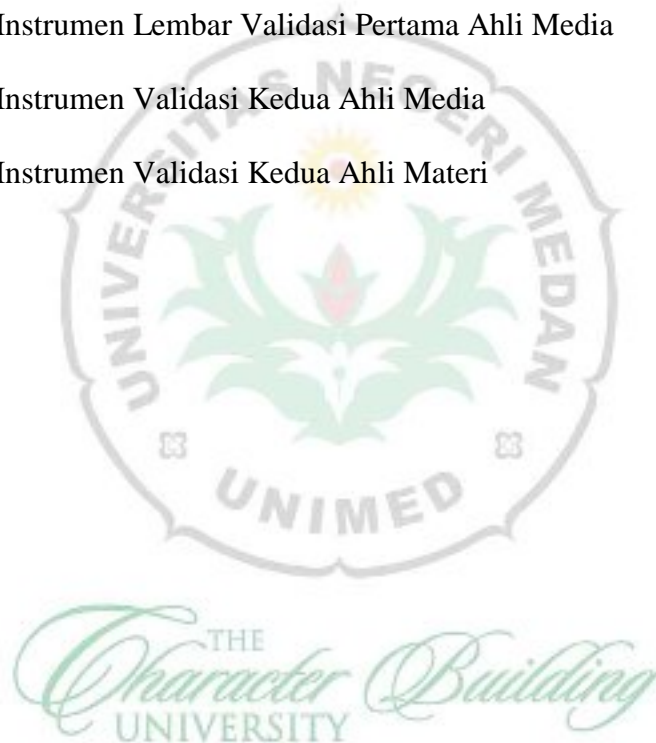 Instrumen Lembar Validasi Pertama Ahli Media
Instrumen Validasi Kedua Ahli Media
Instrumen Validasi Kedua Ahli Materi
UNIVERSITAS NEGERI MEDAN
UNIMED
THE
Character Building
UNIVERSITY